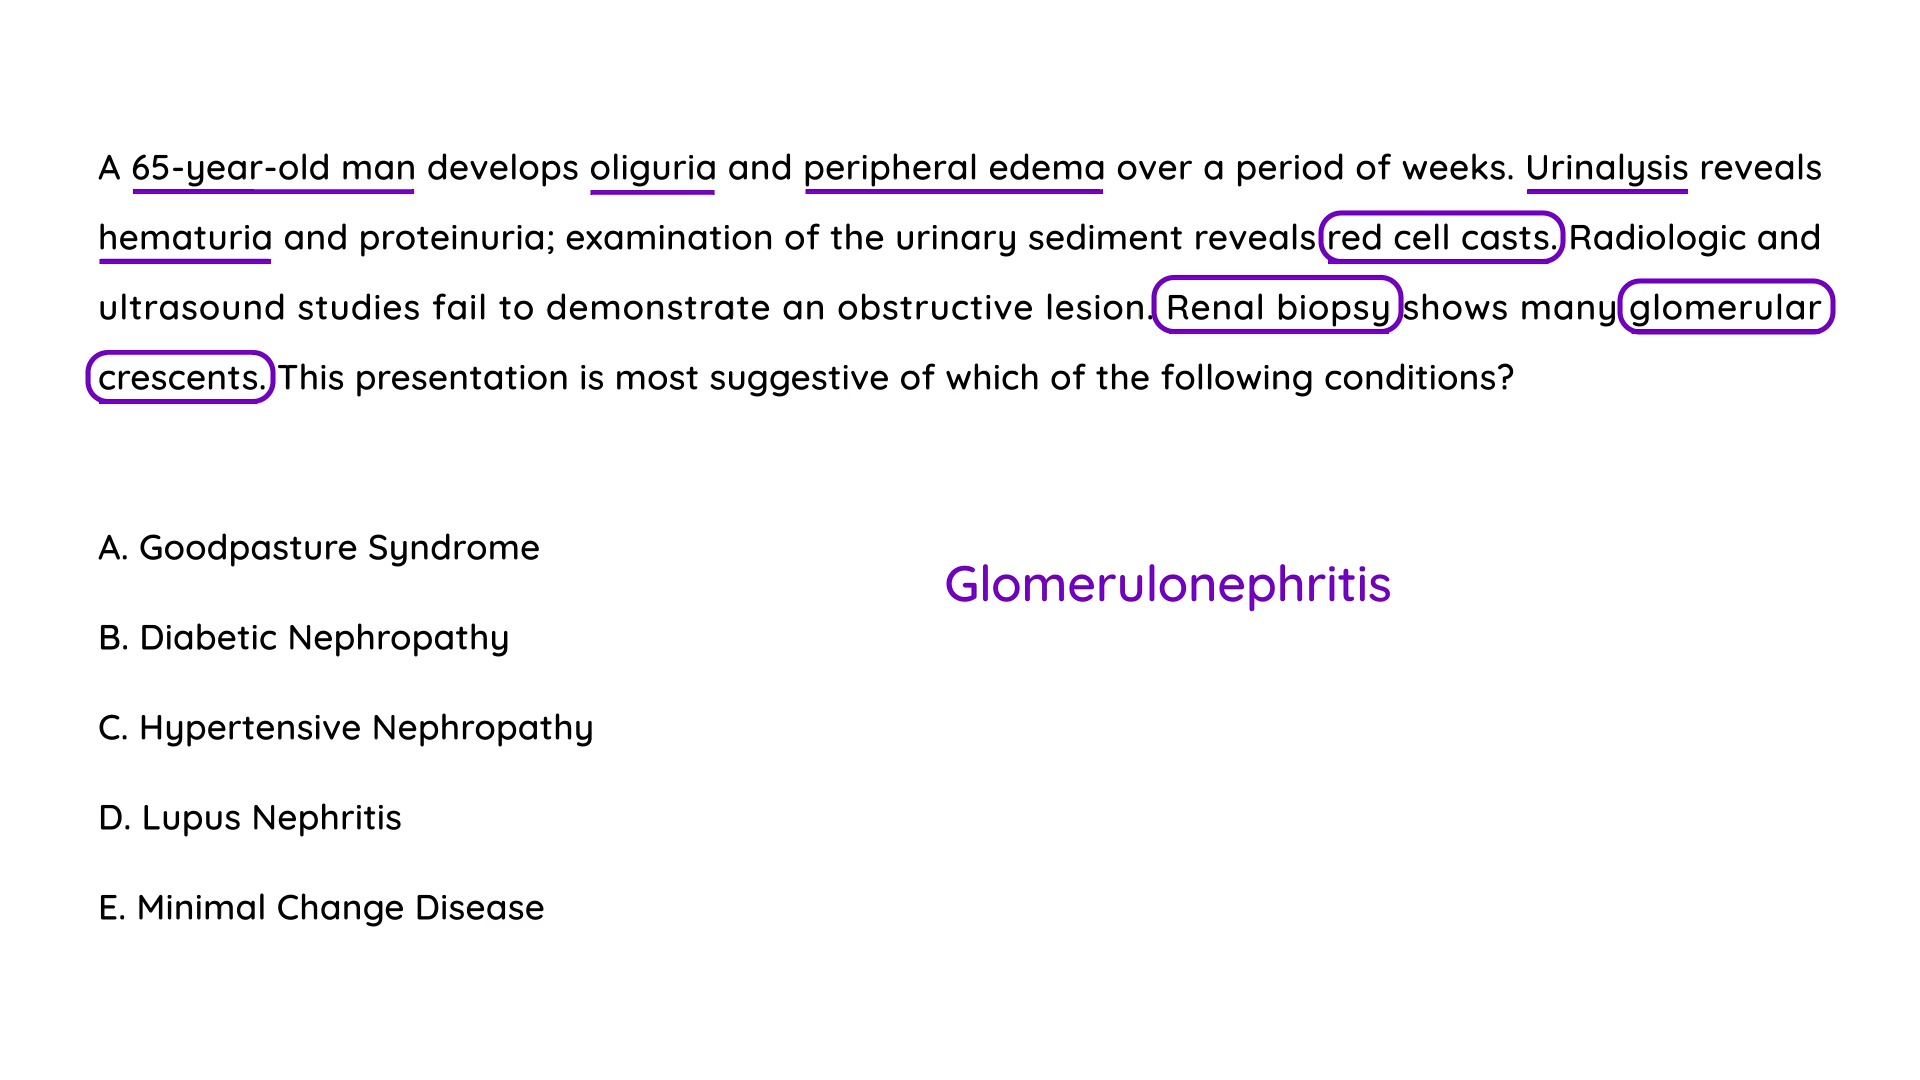 A 65-year-old man develops oliguria and peripheral edema over a period of weeks. Urinalysis reveals
hematuria and proteinuria; examination of the urinary sediment reveals red cell casts. Radiologic and
ultrasound studies fail to demonstrate an obstructive lesion. Renal biopsy shows many glomerular
crescents. This presentation is most suggestive of which of the following conditions?
A. Goodpasture Syndrome
Glomerulonephritis
B. Diabetic Nephropathy
C. Hypertensive Nephropathy
D. Lupus Nephritis
E. Minimal Change Disease